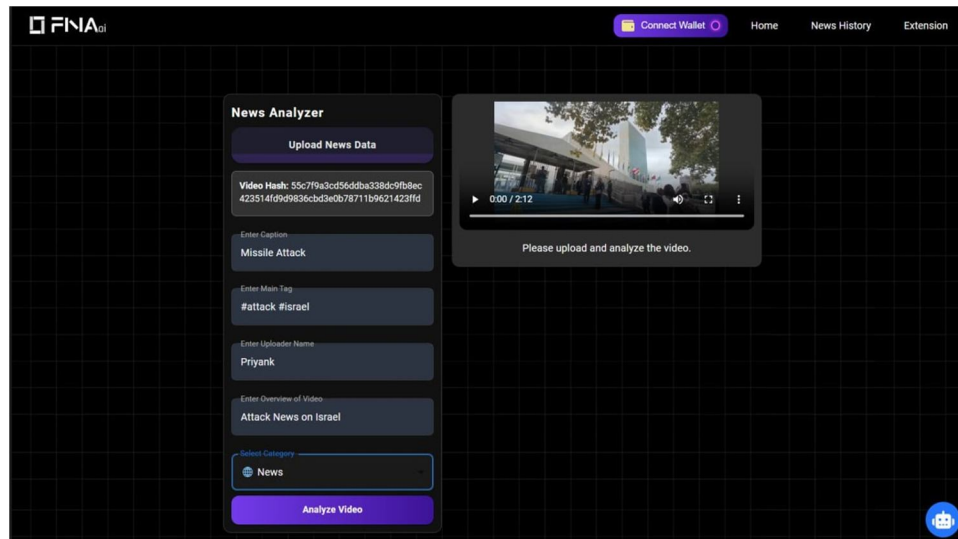 FNAai
Connect Wallet
Home
News History
Extension
News Analyzer
Upload News Data
Video Hash: 55c7f9a3cd56ddba338dc9fb8ec
423514fd9d9836cbd3e0b78711b9621423ffd
Enter Caption
Missile Attack
Enter Main Tag
#attack #israel
Enter Uploader Name
Priyank
Enter Overview of Video
Attack News on Israel
Select Category
News
Analyze Video
0:00 / 2:12
Please upload and analyze the video.